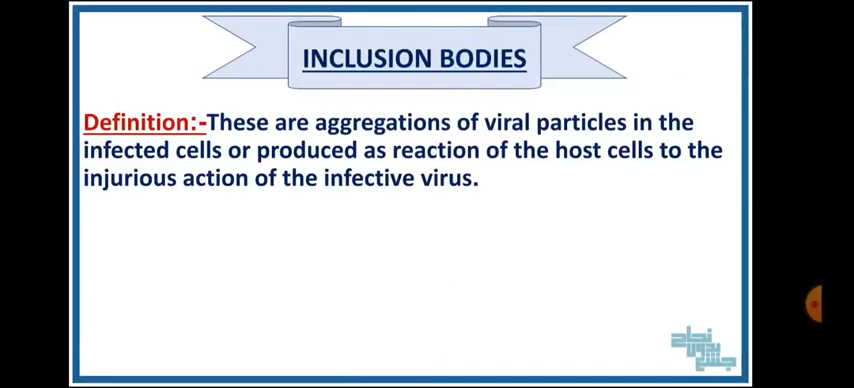 INCLUSION BODIES
Definition:-These are aggregations of viral particles in the
infected cells or produced as reaction of the host cells to the
injurious action of the infective virus.